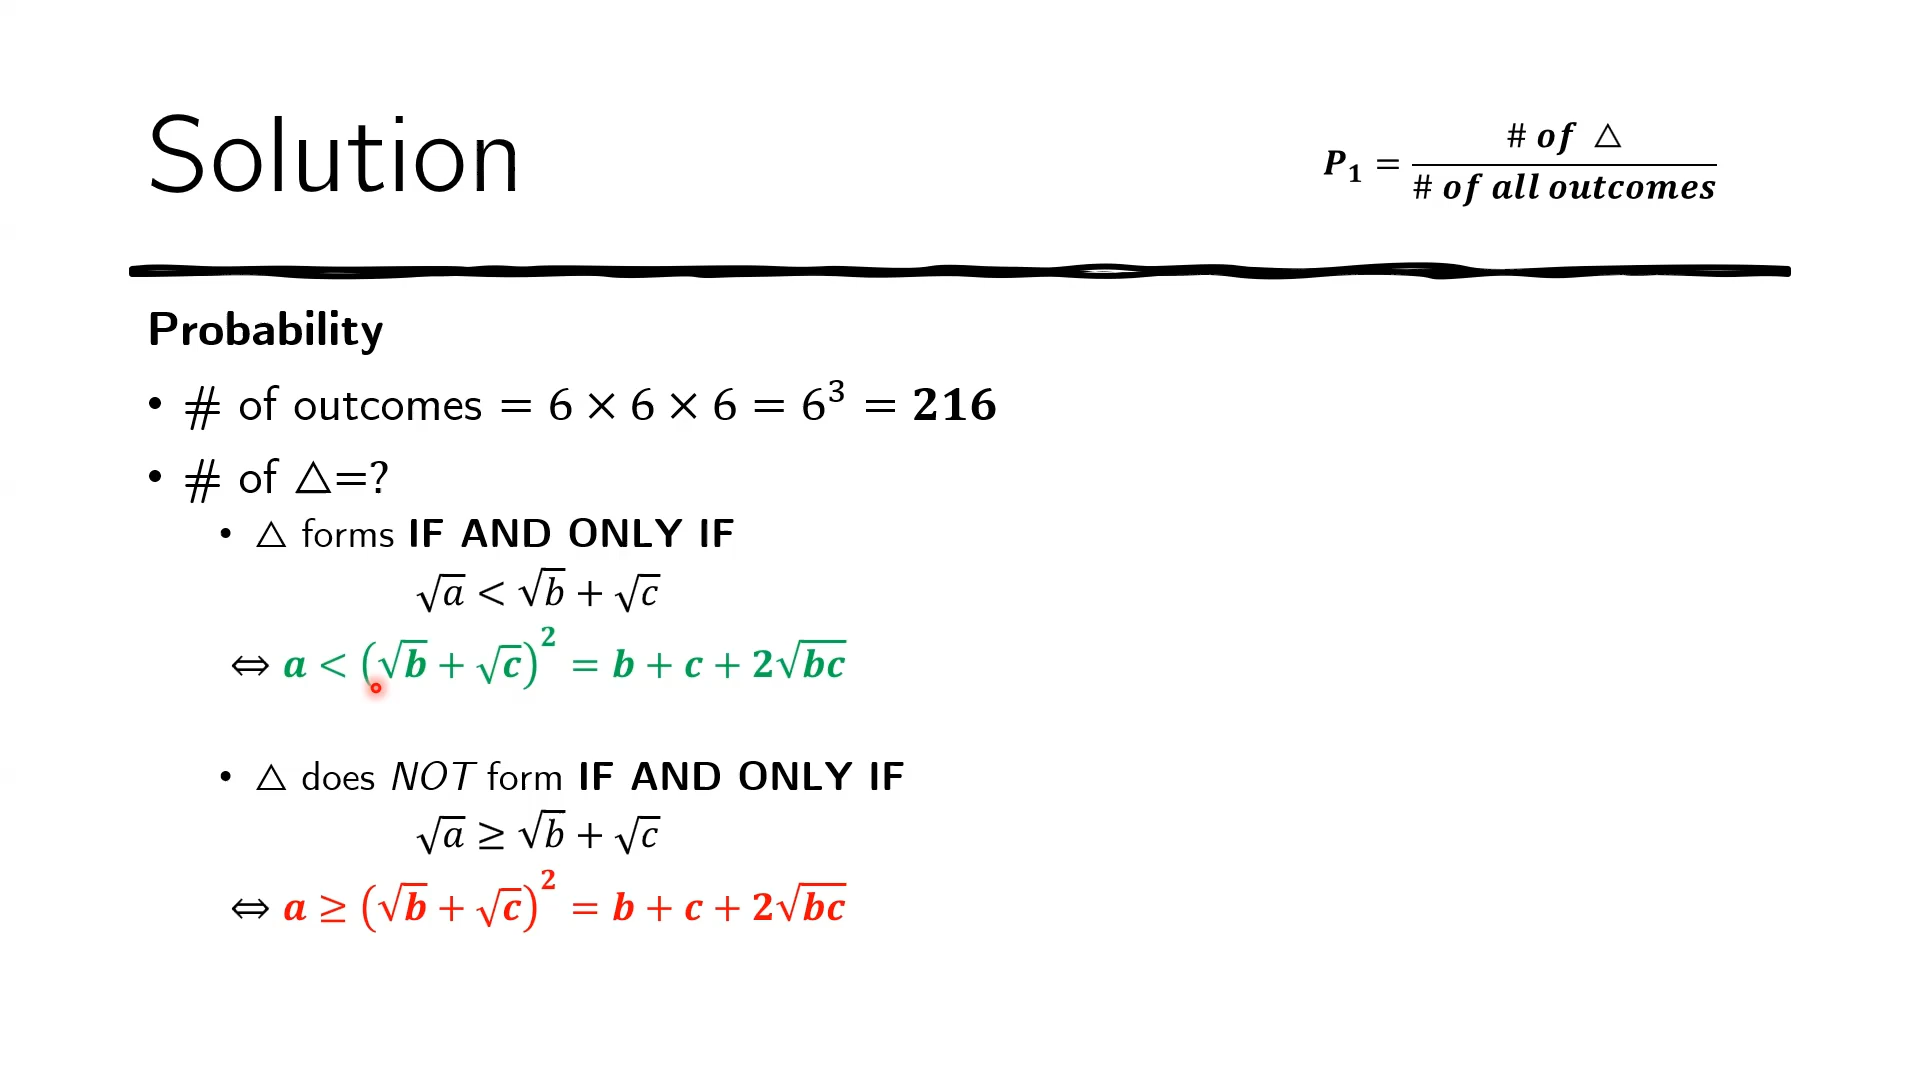 Solution
P₁ = # of △ / # of all outcomes
Probability
• # of outcomes = 6 × 6 × 6 = 6³ = 216
• # of △=?
• △ forms IF AND ONLY IF
√a < √b + √c
⇔ a < (√b + √c)² = b + c + 2√bc
• △ does NOT form IF AND ONLY IF
√a ≥ √b + √c
⇔ a ≥ (√b + √c)² = b + c + 2√bc